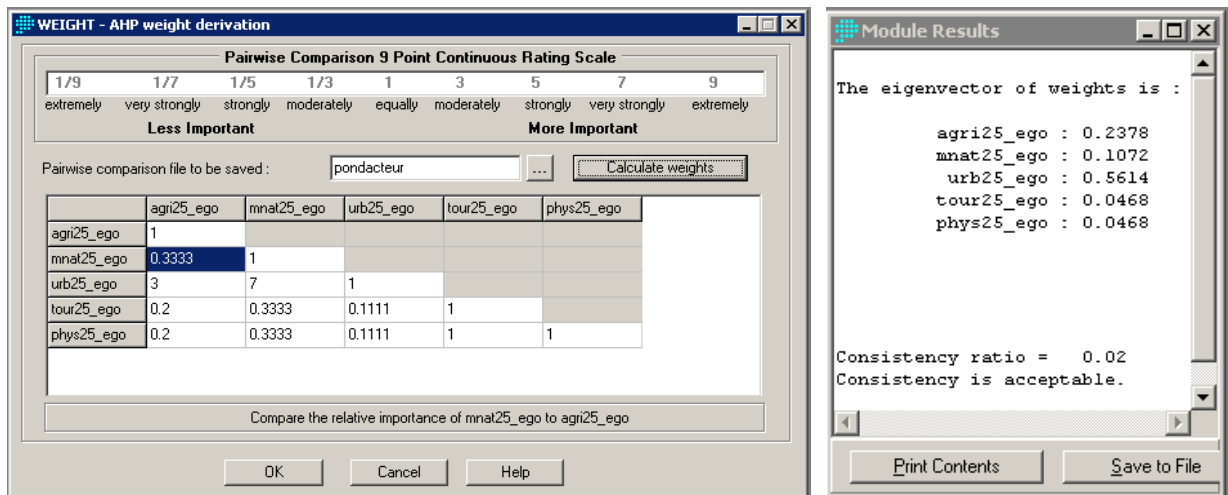 WEIGHT - AHP weight derivation
Pairwise Comparison 9 Point Continuous Rating Scale
1/9 1/7 1/5 1/3 1 3 5 7 9
extremely very strongly strongly moderately equally moderately strongly very strongly extremely
Less Important More Important
Pairwise comparison file to be saved : pondacteur ... Calculate weights
agri25_ego mnat25_ego urb25_ego tour25_ego phys25_ego
agri25_ego 1
mnat25_ego 0.3333 1
urb25_ego 3 7 1
tour25_ego 0.2 0.3333 0.1111 1
phys25_ego 0.2 0.3333 0.1111 1 1
Compare the relative importance of mnat25_ego to agri25_ego
OK Cancel Help
Module Results
The eigenvector of weights is :
agri25_ego : 0.2378
mnat25_ego : 0.1072
urb25_ego : 0.5614
tour25_ego : 0.0468
phys25_ego : 0.0468
Consistency ratio = 0.02
Consistency is acceptable.
Print Contents Save to File